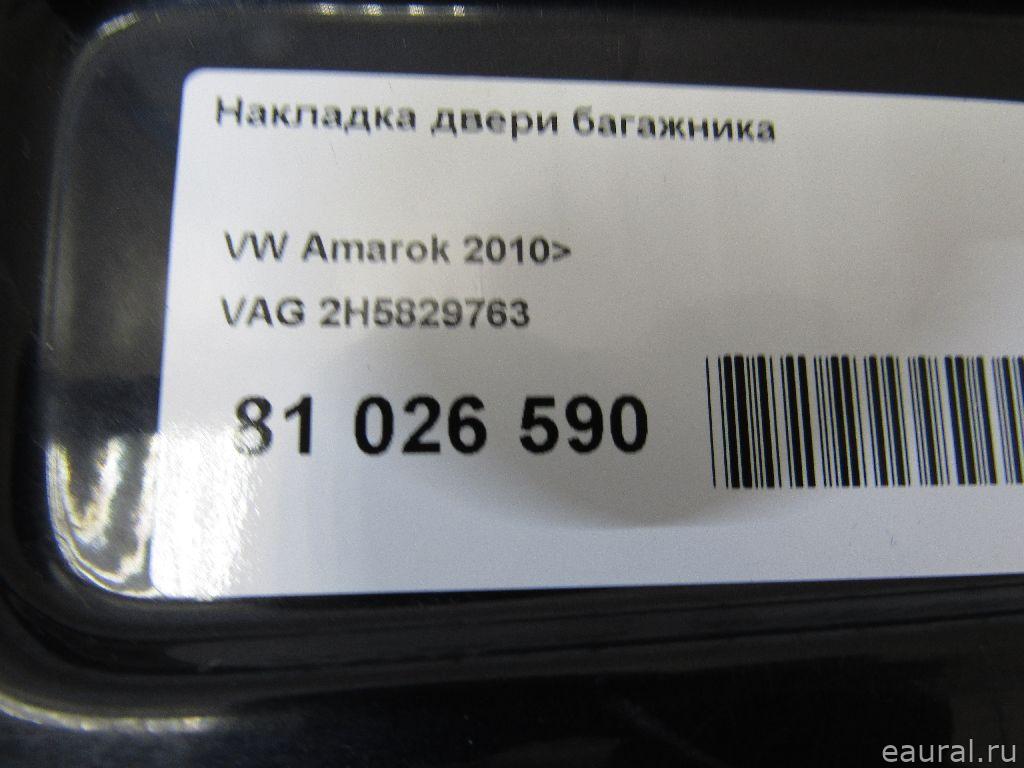 Накладка двери багажника
VW Amarok 2010>
VAG 2H5829763
81 026 590
eaural.ru